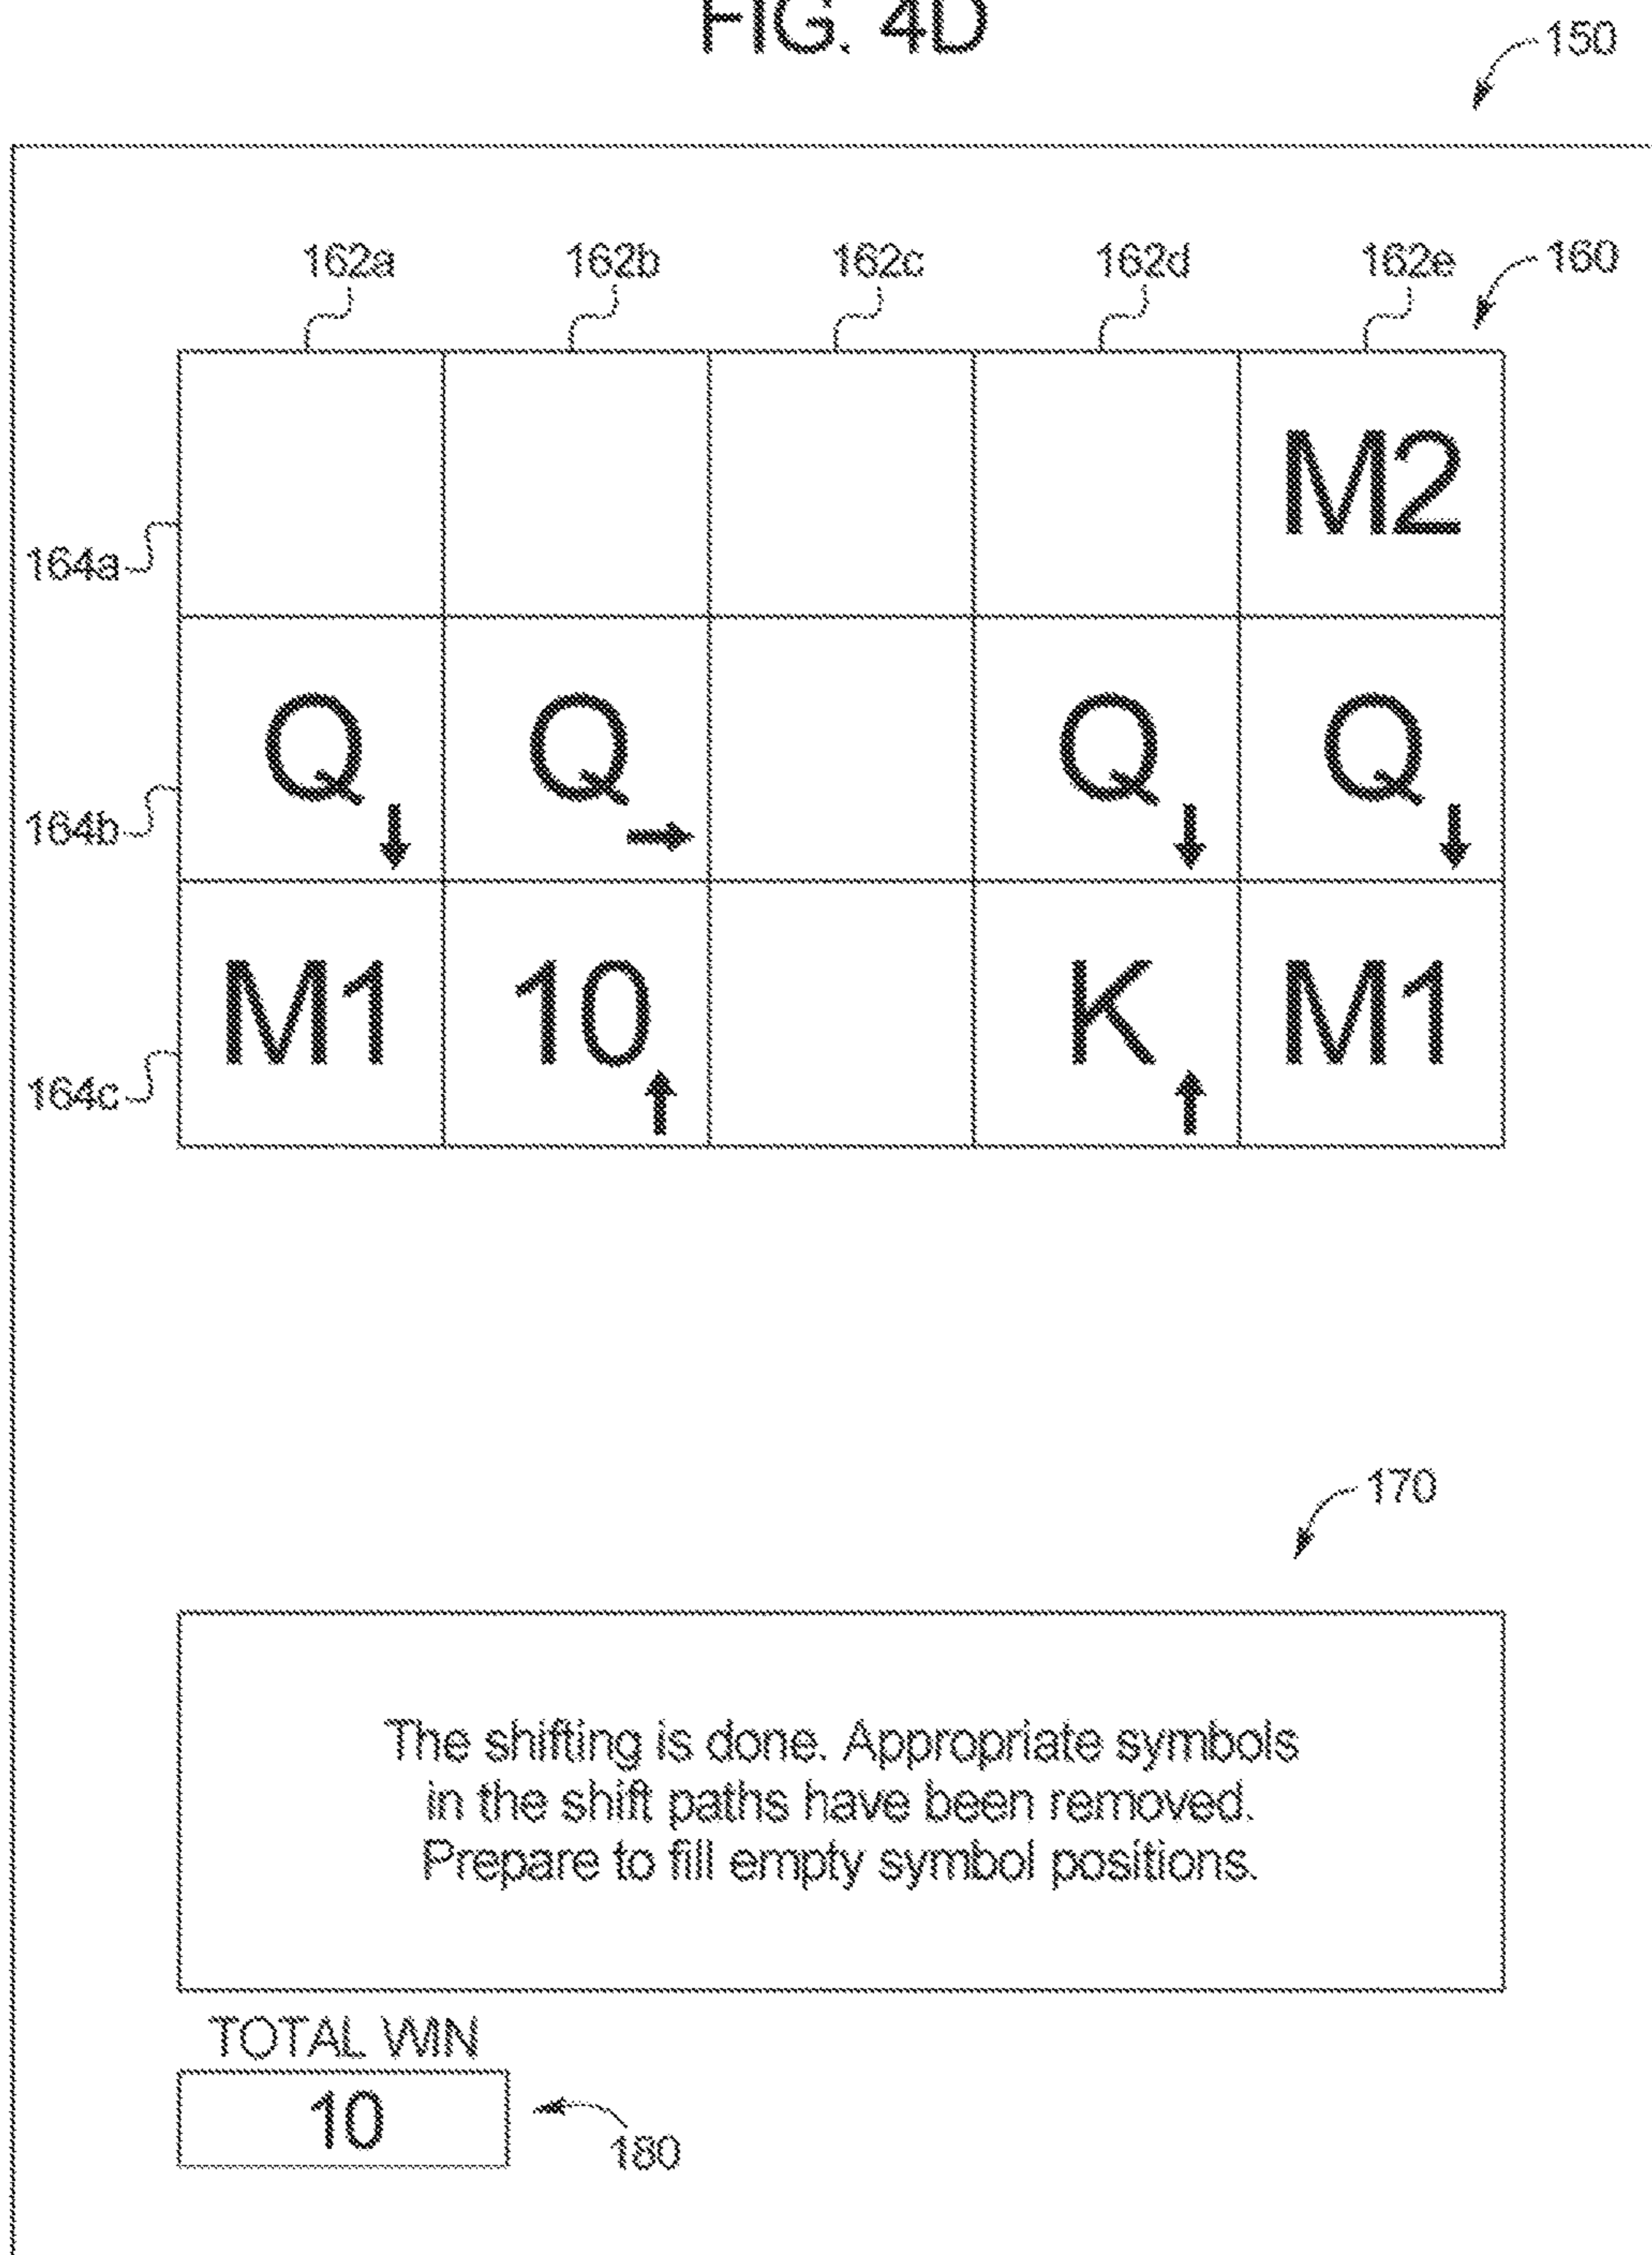 FIG. 4D
150
162a 162b 162c 162d 162e 160
M2
164a
Q Q Q Q
164b
M1 10 K M1
164c
170
The shifting is done. Appropriate symbols
in the shift paths have been removed.
Prepare to fill empty symbol positions.
TOTAL WIN
10
180